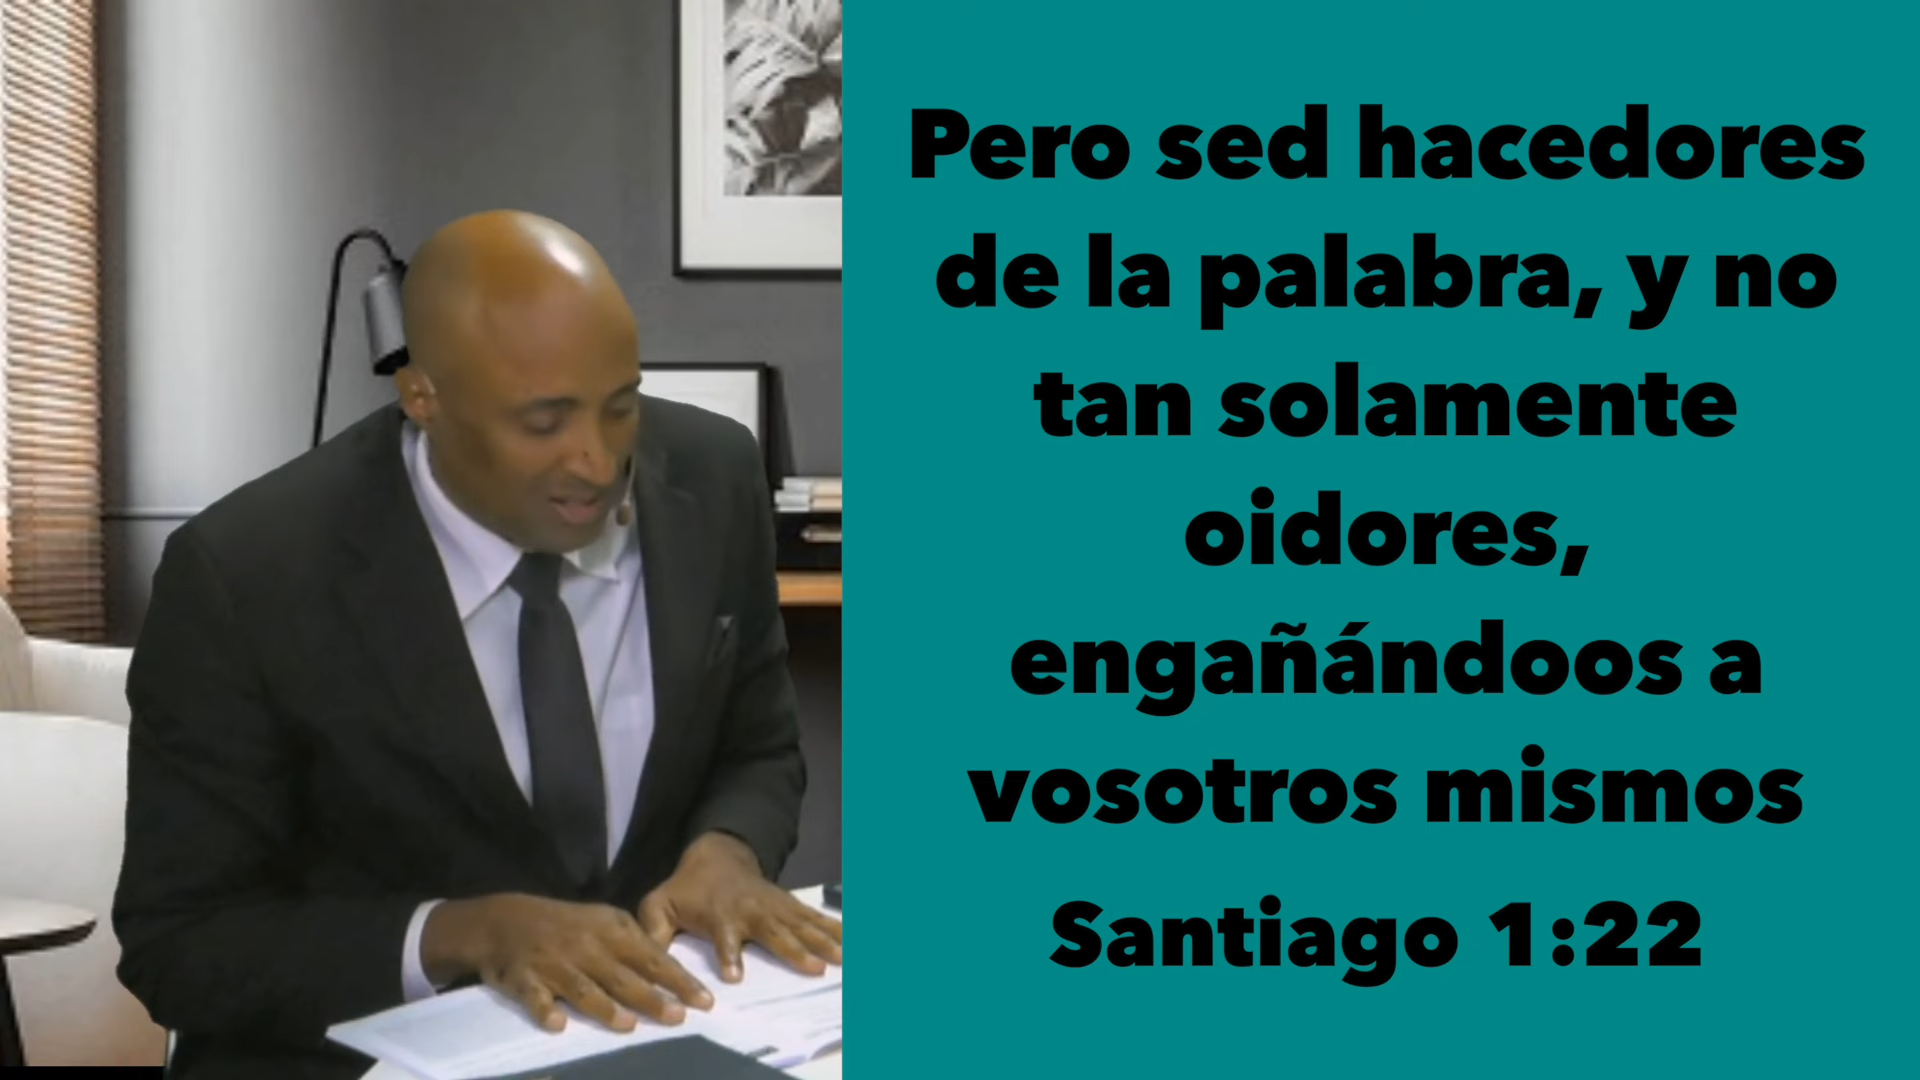 Pero sed hacedores
de la palabra, y no
tan solamente
oidores,
engañándoos a
vosotros mismos
Santiago 1:22